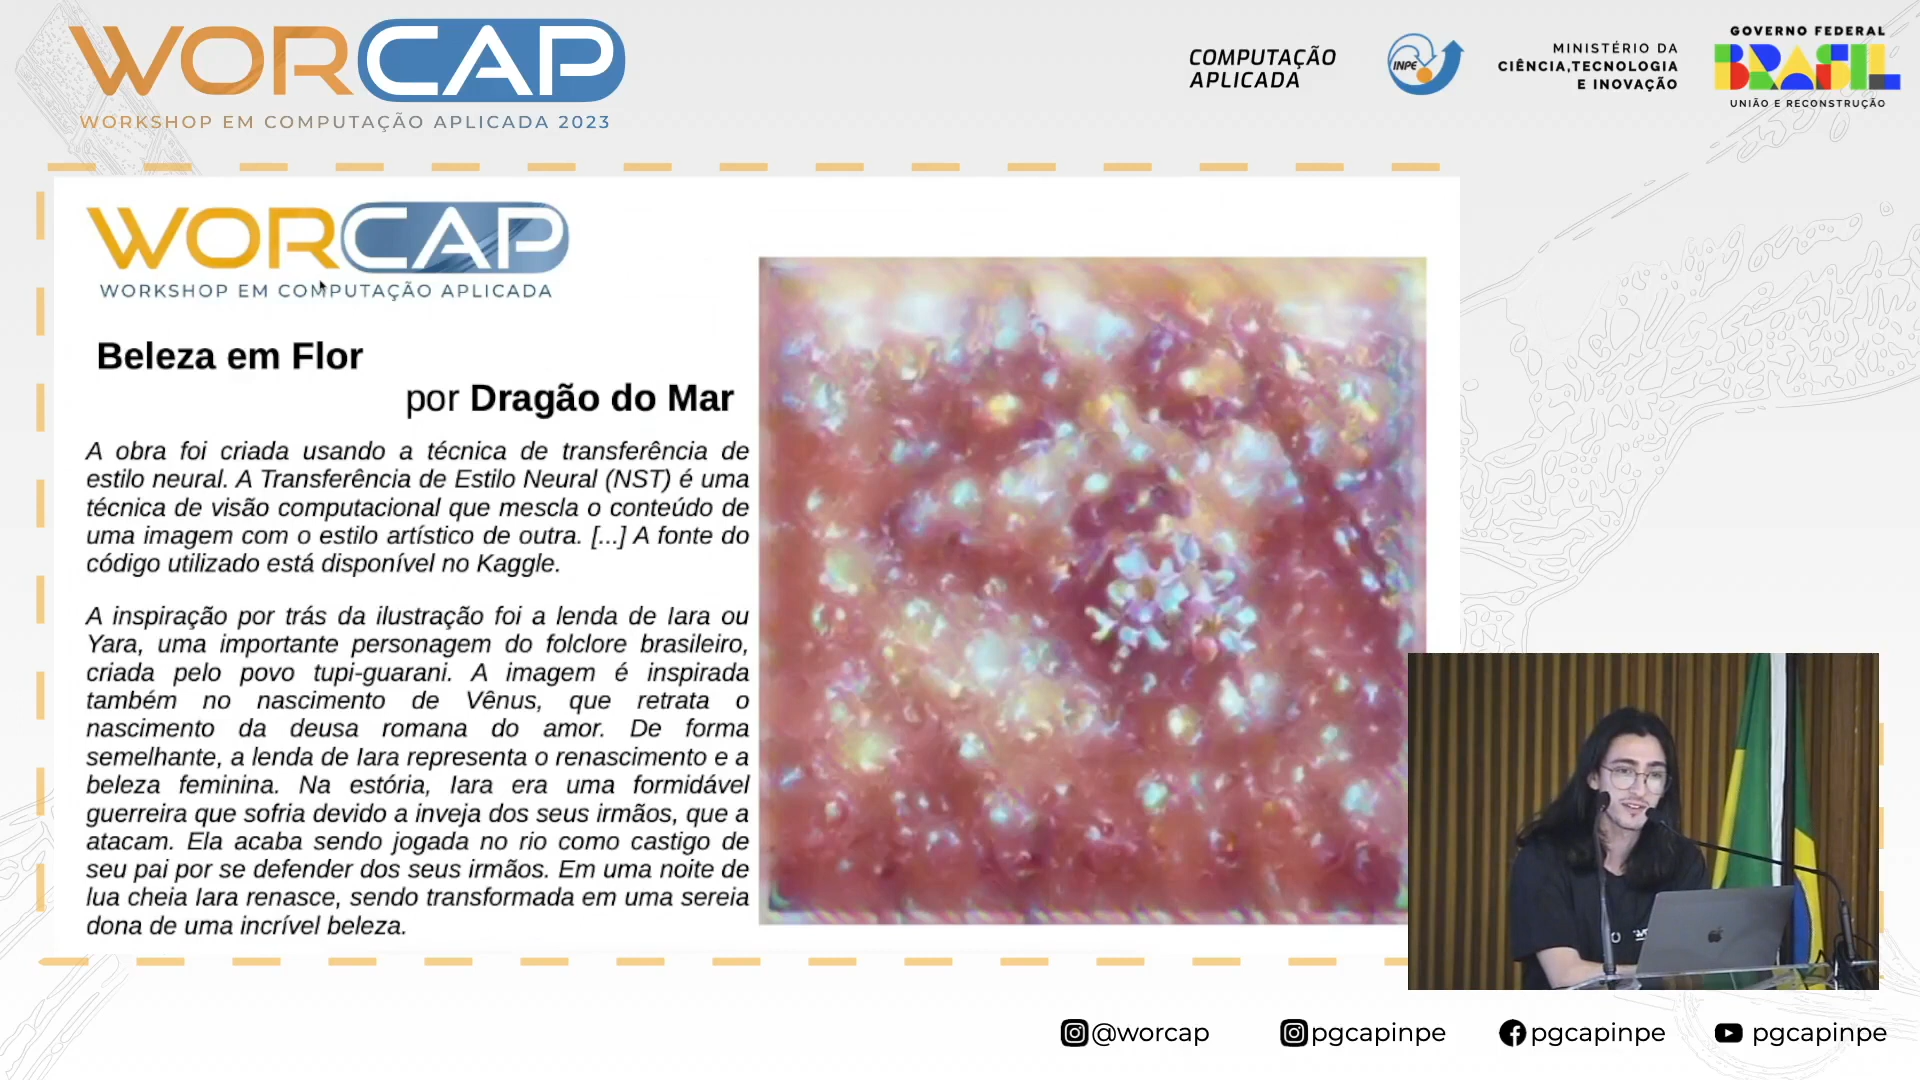 WORCAP
WORKSHOP EM COMPUTAÇÃO APLICADA 2023
COMPUTAÇÃO
APLICADA
INPE
MINISTÉRIO DA
CIÊNCIA,TECNOLOGIA
E INOVAÇÃO
GOVERNO FEDERAL
BRASIL
UNIÃO E RECONSTRUÇÃO
WORCAP
WORKSHOP EM COMPUTAÇÃO APLICADA
Beleza em Flor
por Dragão do Mar
A obra foi criada usando a técnica de transferência de
estilo neural. A Transferência de Estilo Neural (NST) é uma
técnica de visão computacional que mescla o conteúdo de
uma imagem com o estilo artístico de outra. [...] A fonte do
código utilizado está disponível no Kaggle.
A inspiração por trás da ilustração foi a lenda de Iara ou
Yara, uma importante personagem do folclore brasileiro,
criada pelo povo tupi-guarani. A imagem é inspirada
também no nascimento de Vênus, que retrata o
nascimento da deusa romana do amor. De forma
semelhante, a lenda de Iara representa o renascimento e a
beleza feminina. Na estória, Iara era uma formidável
guerreira que sofria devido a inveja dos seus irmãos, que a
atacam. Ela acaba sendo jogada no rio como castigo de
seu pai por se defender dos seus irmãos. Em uma noite de
lua cheia Iara renasce, sendo transformada em uma sereia
dona de uma incrível beleza.
@worcap
pgcapinpe
pgcapinpe
pgcapinpe